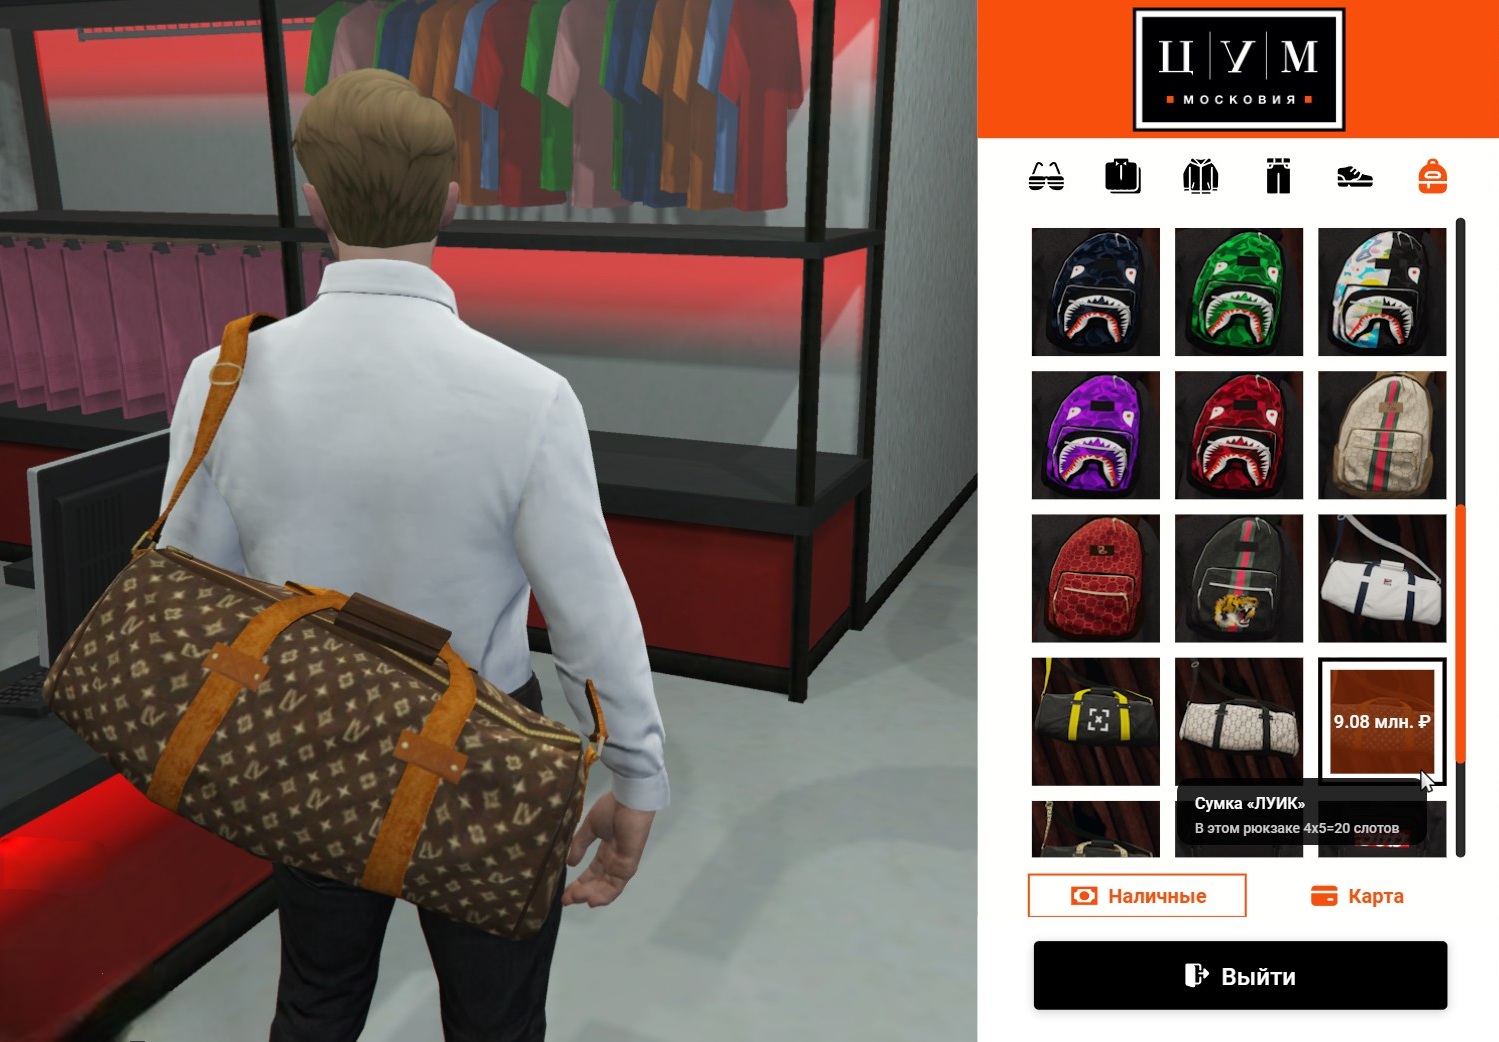 Ц У М
МОСКОВИЯ
9.08 млн. ₽
Сумка «ЛУИК»
В этом рюкзаке 4x5=20 слотов
Наличные
Карта
Выйти